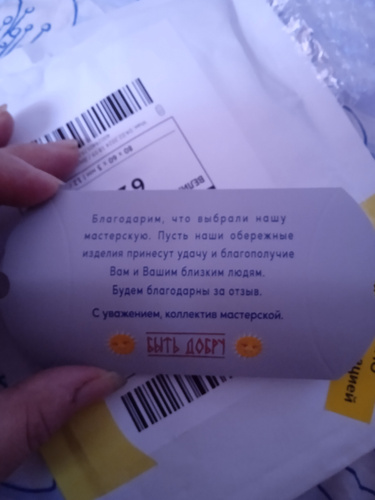 Благодарим, что выбрали нашу
мастерскую. Пусть наши обережные
изделия принесут удачу и благополучие
Вам и Вашим близким людям.
Будем благодарны за отзыв.
С уважением, коллектив мастерской.
БЫТЬ ДОБРУ